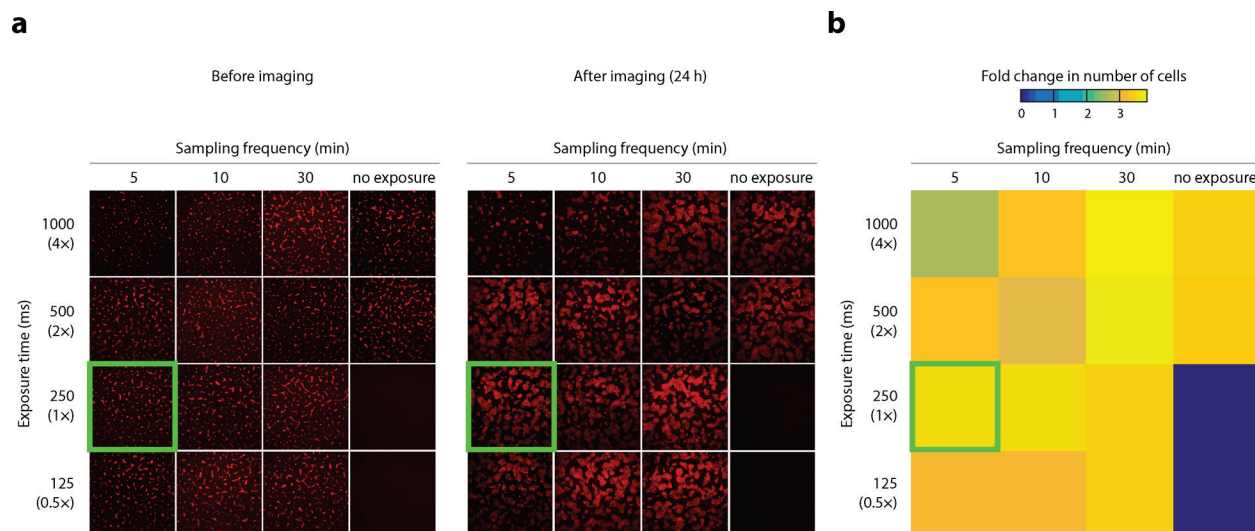 a
Before imaging
Sampling frequency (min)
5 10 30 no exposure
Exposure time (ms)
1000
(4×)
500
(2×)
250
(1×)
125
(0.5×)
After imaging (24 h)
Sampling frequency (min)
5 10 30 no exposure
b
Fold change in number of cells
0 1 2 3
Sampling frequency (min)
5 10 30 no exposure
Exposure time (ms)
1000
(4×)
500
(2×)
250
(1×)
125
(0.5×)